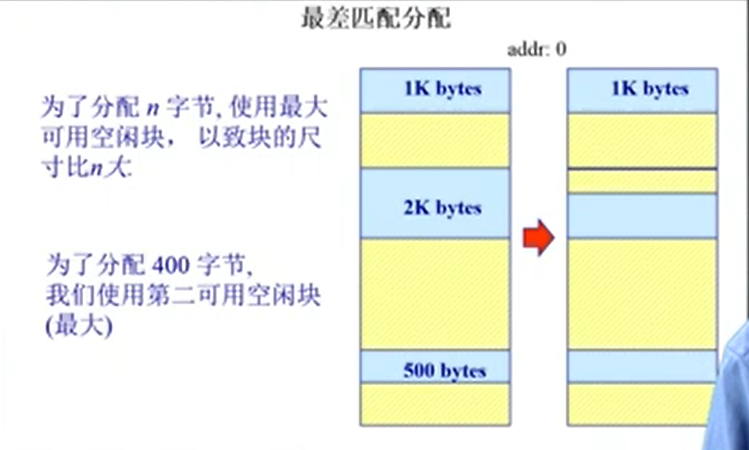 最差匹配分配
addr: 0
为了分配 n 字节, 使用最大
可用空闲块， 以致块的尺
寸比n大.
为了分配 400 字节,
我们使用第二可用空闲块
(最大)
1K bytes
2K bytes
500 bytes
1K bytes